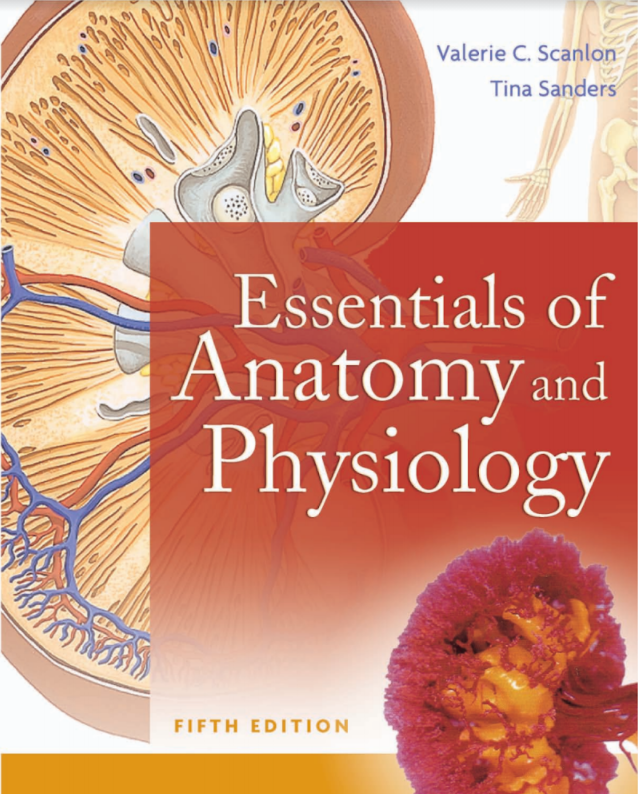 Valerie C. Scanlon
Tina Sanders
Essentials of
Anatomy and
Physiology
FIFTH EDITION